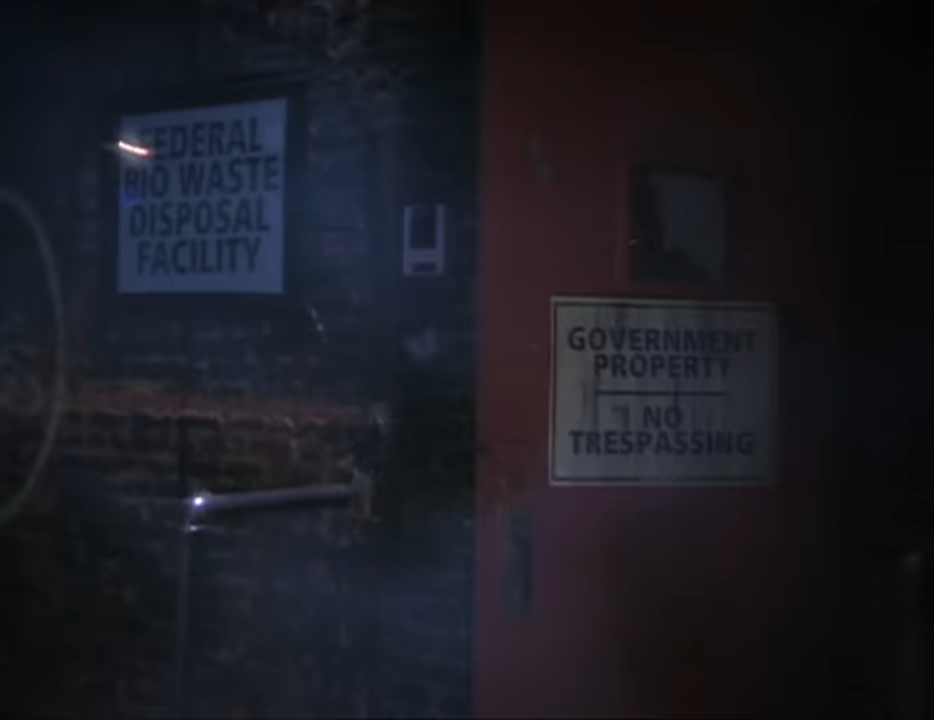 FEDERAL
BIO WASTE
DISPOSAL
FACILITY
GOVERNMENT
PROPERTY
NO
TRESPASSING